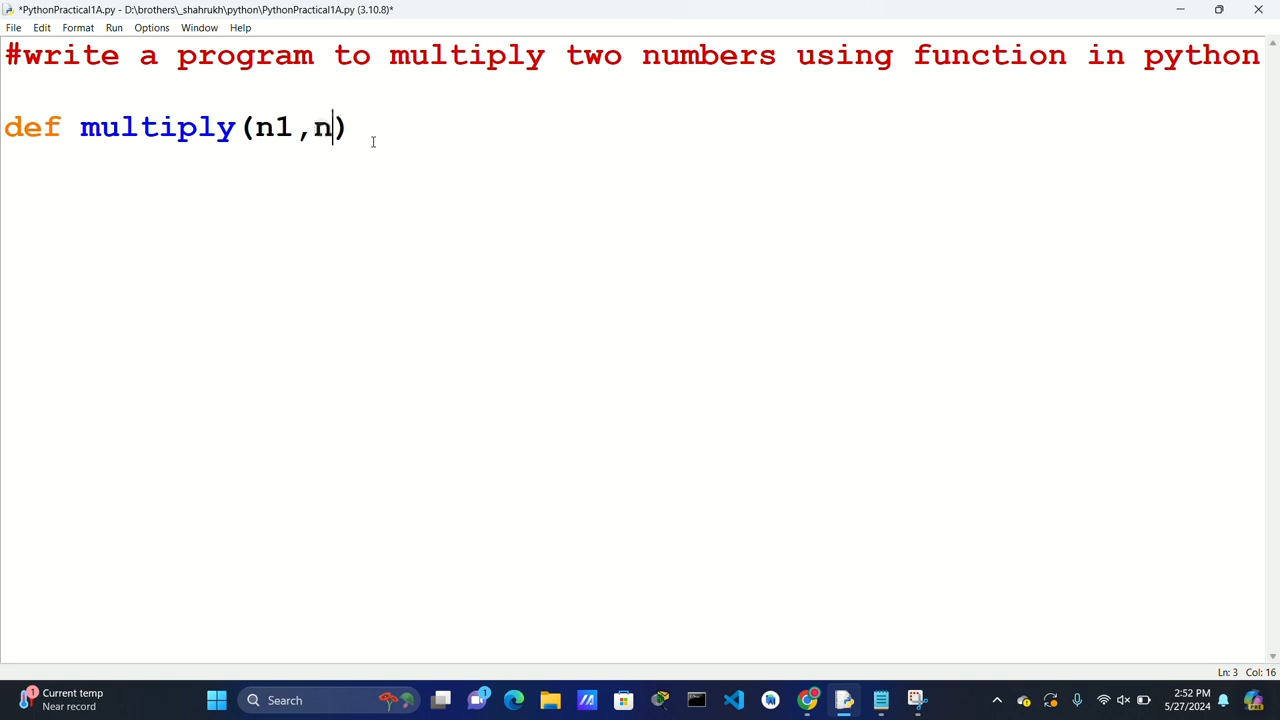 *PythonPractical1A.py - D:\brothers\_shahrukh\python\PythonPractical1A.py (3.10.8)*
File Edit Format Run Options Window Help
#write a program to multiply two numbers using function in python
def multiply(n1,n)
Ln: 3 Col: 16
1
Current temp
Near record
Search
1
2:52 PM
5/27/2024